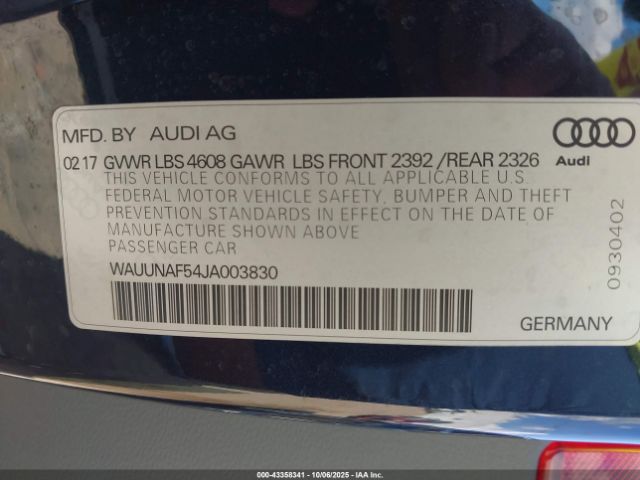 MFD. BY AUDI AG
Audi
02 17 GVWR LBS 4608 GAWR LBS FRONT 2392 /REAR 2326
THIS VEHICLE CONFORMS TO ALL APPLICABLE U.S.
FEDERAL MOTOR VEHICLE SAFETY, BUMPER AND THEFT
PREVENTION STANDARDS IN EFFECT ON THE DATE OF
MANUFACTURE SHOWN ABOVE
PASSENGER CAR
WAUUNAF54JA003830
0930402
GERMANY
000-43358341 | 10/06/2025 | IAAI Inc.